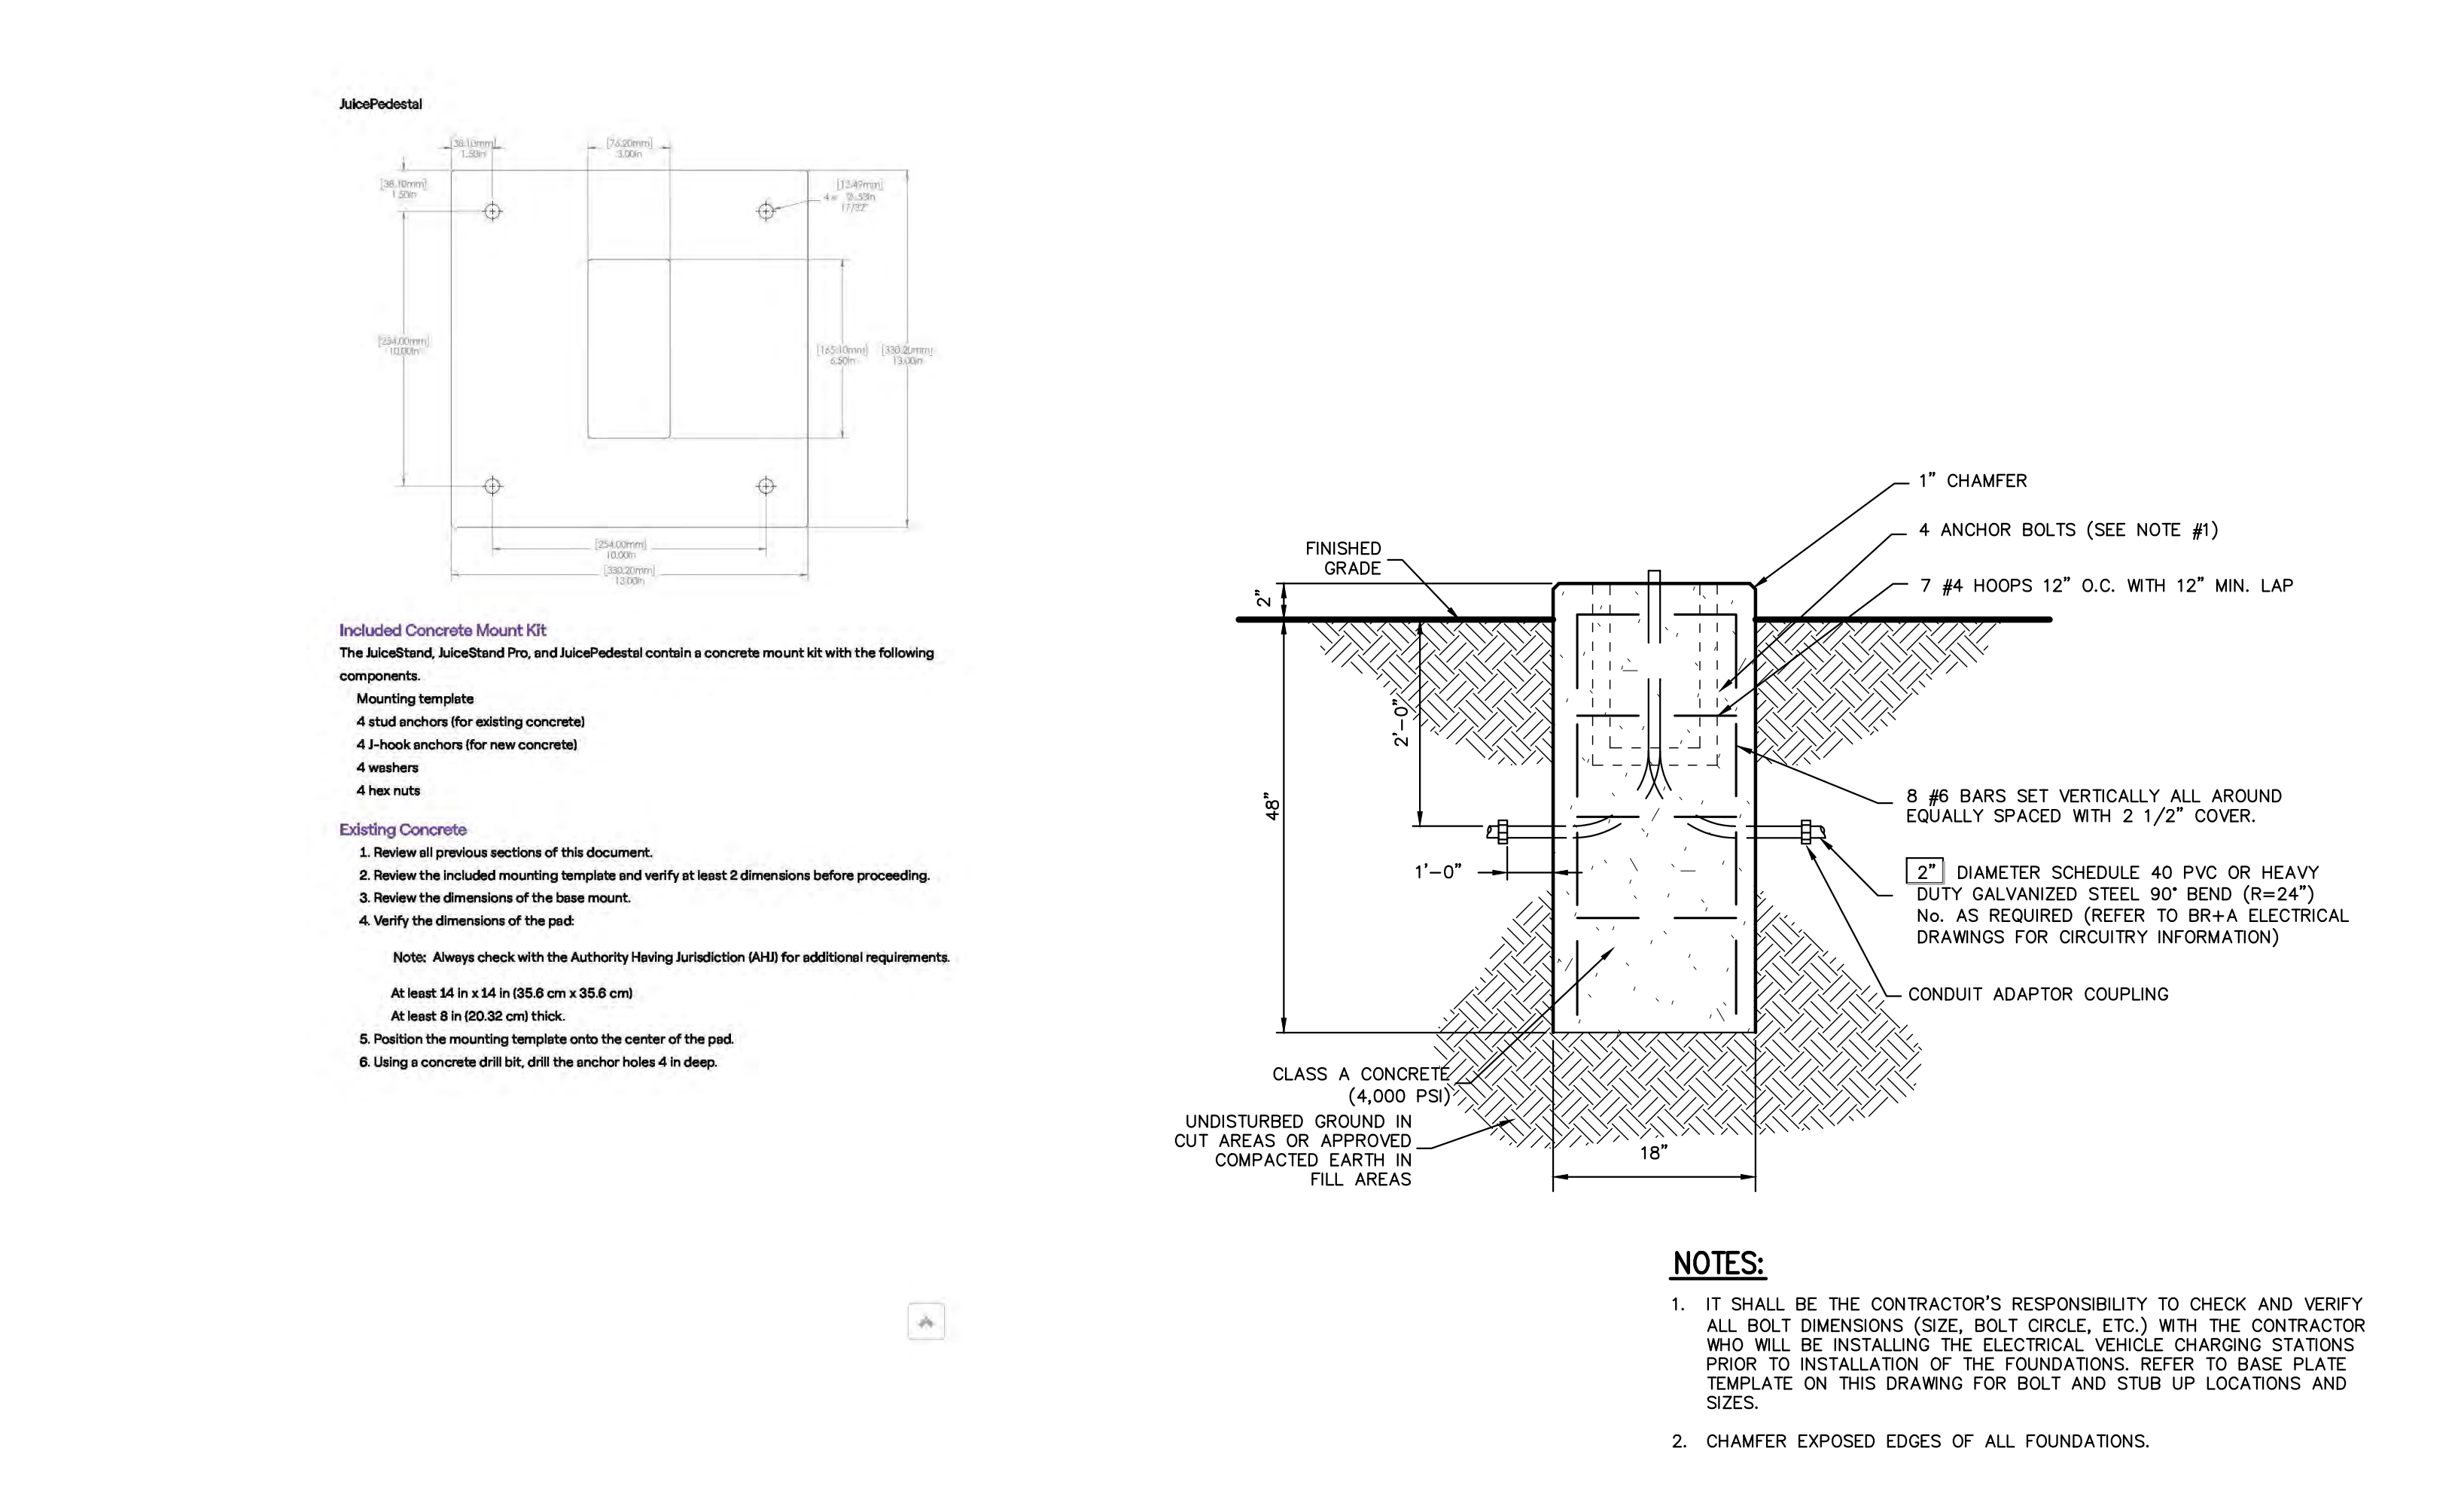 JuicePedestal
[38.10mm]
1.50in
[76.20mm]
3.00in
[38.10mm]
1.50in
[13.49mm]
17/32"
[254.00mm]
10.00in
[165.10mm]
6.50in
[330.20mm]
13.00in
[254.00mm]
10.00in
[330.20mm]
13.00in
Included Concrete Mount Kit
The JuiceStand, JuiceStand Pro, and JuicePedestal contain a concrete mount kit with the following
components.
Mounting template
4 stud anchors (for existing concrete)
4 J-hook anchors (for new concrete)
4 washers
4 hex nuts
Existing Concrete
1. Review all previous sections of this document.
2. Review the included mounting template and verify at least 2 dimensions before proceeding.
3. Review the dimensions of the base mount.
4. Verify the dimensions of the pad:
Note: Always check with the Authority Having Jurisdiction (AHJ) for additional requirements.
At least 14 in x 14 in (35.6 cm x 35.6 cm)
At least 8 in (20.32 cm) thick.
5. Position the mounting template onto the center of the pad.
6. Using a concrete drill bit, drill the anchor holes 4 in deep.
1" CHAMFER
4 ANCHOR BOLTS (SEE NOTE #1)
7 #4 HOOPS 12" O.C. WITH 12" MIN. LAP
FINISHED
GRADE
2"
2'-0"
48"
1'-0"
8 #6 BARS SET VERTICALLY ALL AROUND
EQUALLY SPACED WITH 2 1/2" COVER.
2" DIAMETER SCHEDULE 40 PVC OR HEAVY
DUTY GALVANIZED STEEL 90° BEND (R=24")
No. AS REQUIRED (REFER TO BR+A ELECTRICAL
DRAWINGS FOR CIRCUITRY INFORMATION)
CONDUIT ADAPTOR COUPLING
CLASS A CONCRETE
(4,000 PSI)
UNDISTURBED GROUND IN
CUT AREAS OR APPROVED
COMPACTED EARTH IN
FILL AREAS
18"
NOTES:
1. IT SHALL BE THE CONTRACTOR'S RESPONSIBILITY TO CHECK AND VERIFY
ALL BOLT DIMENSIONS (SIZE, BOLT CIRCLE, ETC.) WITH THE CONTRACTOR
WHO WILL BE INSTALLING THE ELECTRICAL VEHICLE CHARGING STATIONS
PRIOR TO INSTALLATION OF THE FOUNDATIONS. REFER TO BASE PLATE
TEMPLATE ON THIS DRAWING FOR BOLT AND STUB UP LOCATIONS AND
SIZES.
2. CHAMFER EXPOSED EDGES OF ALL FOUNDATIONS.